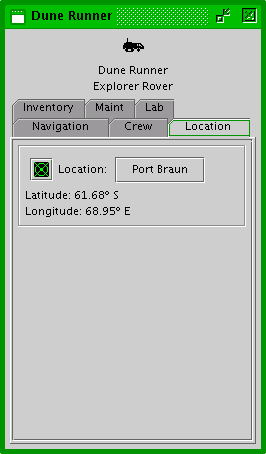 Dune Runner
Dune Runner
Explorer Rover
Inventory Maint Lab
Navigation Crew Location
Location: Port Braun
Latitude: 61.68° S
Longitude: 68.95° E